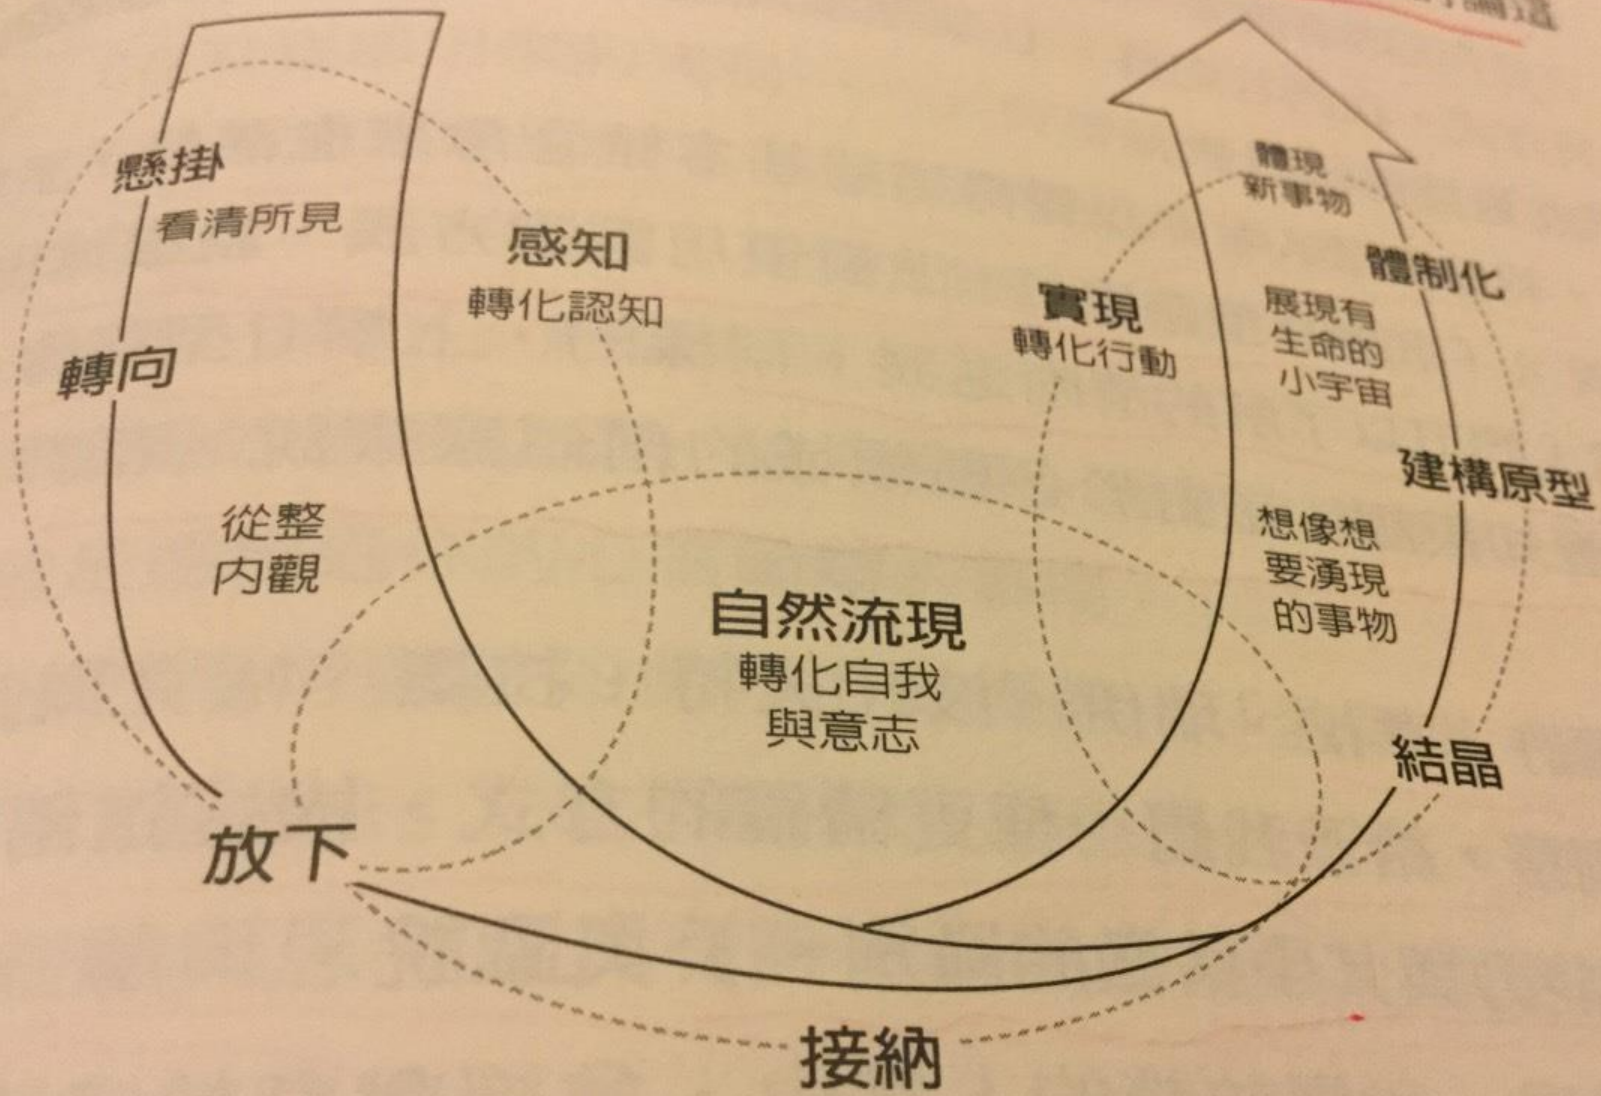 論這
懸掛
看清所見
轉向
從整
内觀
感知
轉化認知
放下
自然流現
轉化自我
與意志
接納
實現
轉化行動
體現
新事物
體制化
展現有
生命的
小宇宙
建構原型
想像想
要湧現
的事物
結晶